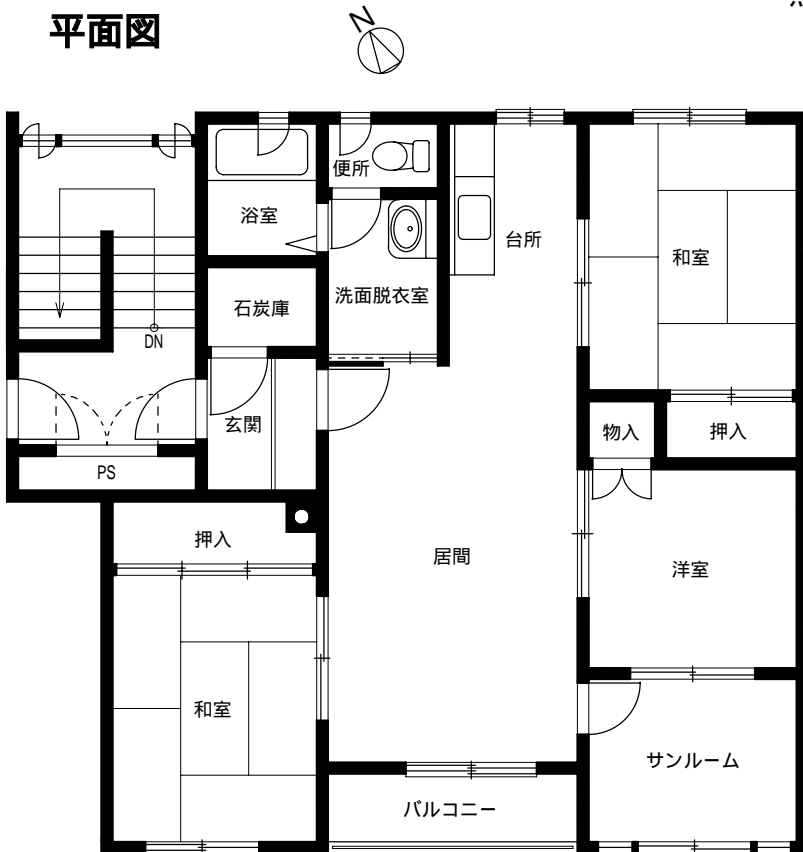 平面図
N
便所
浴室
台所
和室
洗面脱衣室
石炭庫
DN
玄関
物入
押入
PS
押入
居間
洋室
和室
サンルーム
バルコニー